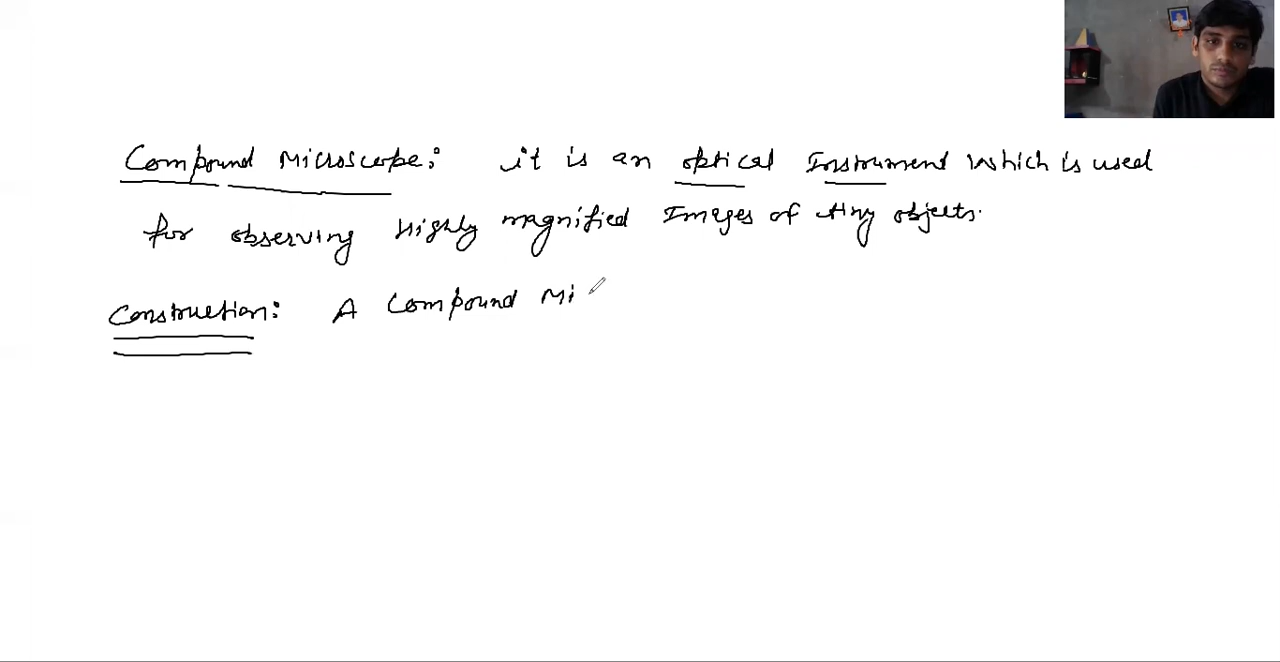 Compound Microscope: it is an optical Instrument which is used
for observing Highly magnified Images of tiny objects.
Construction: A Compound Mi